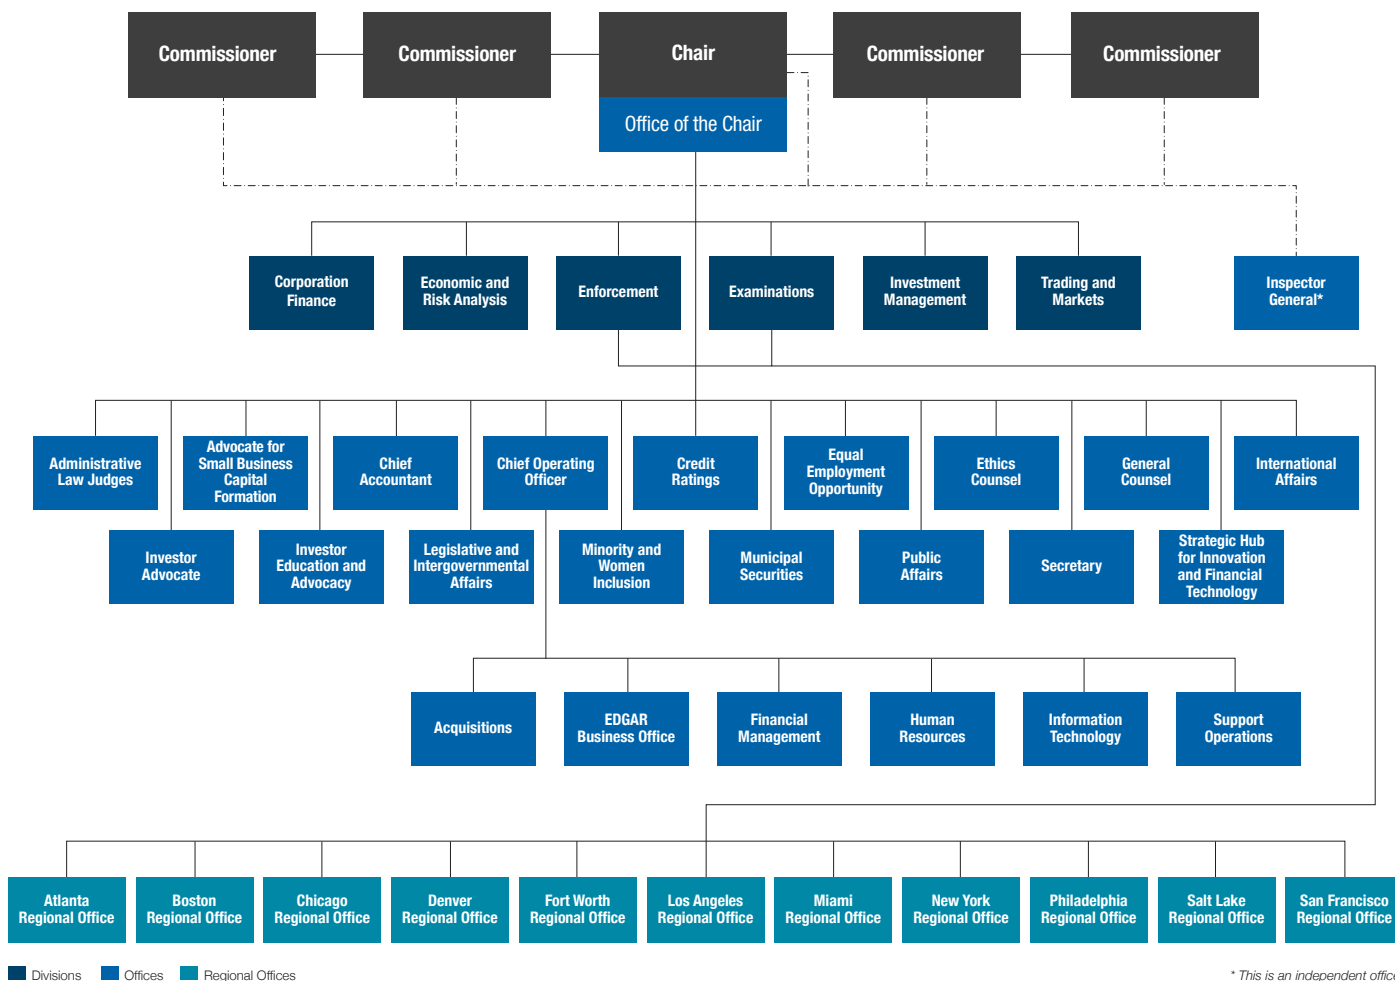 Commissioner
Commissioner
Chair
Commissioner
Commissioner
Office of the Chair
Corporation
Finance
Economic and
Risk Analysis
Enforcement
Examinations
Investment
Management
Trading and
Markets
Inspector
General*
Administrative
Law Judges
Advocate for
Small Business
Capital
Formation
Chief
Accountant
Chief Operating
Officer
Credit
Ratings
Equal
Employment
Opportunity
Ethics
Counsel
General
Counsel
International
Affairs
Investor
Advocate
Investor
Education and
Advocacy
Legislative and
Intergovernmental
Affairs
Minority and
Women
Inclusion
Municipal
Securities
Public
Affairs
Secretary
Strategic Hub
for Innovation
and Financial
Technology
Acquisitions
EDGAR
Business Office
Financial
Management
Human
Resources
Information
Technology
Support
Operations
Atlanta
Regional Office
Boston
Regional Office
Chicago
Regional Office
Denver
Regional Office
Fort Worth
Regional Office
Los Angeles
Regional Office
Miami
Regional Office
New York
Regional Office
Philadelphia
Regional Office
Salt Lake
Regional Office
San Francisco
Regional Office
Divisions
Offices
Regional Offices
* This is an independent office